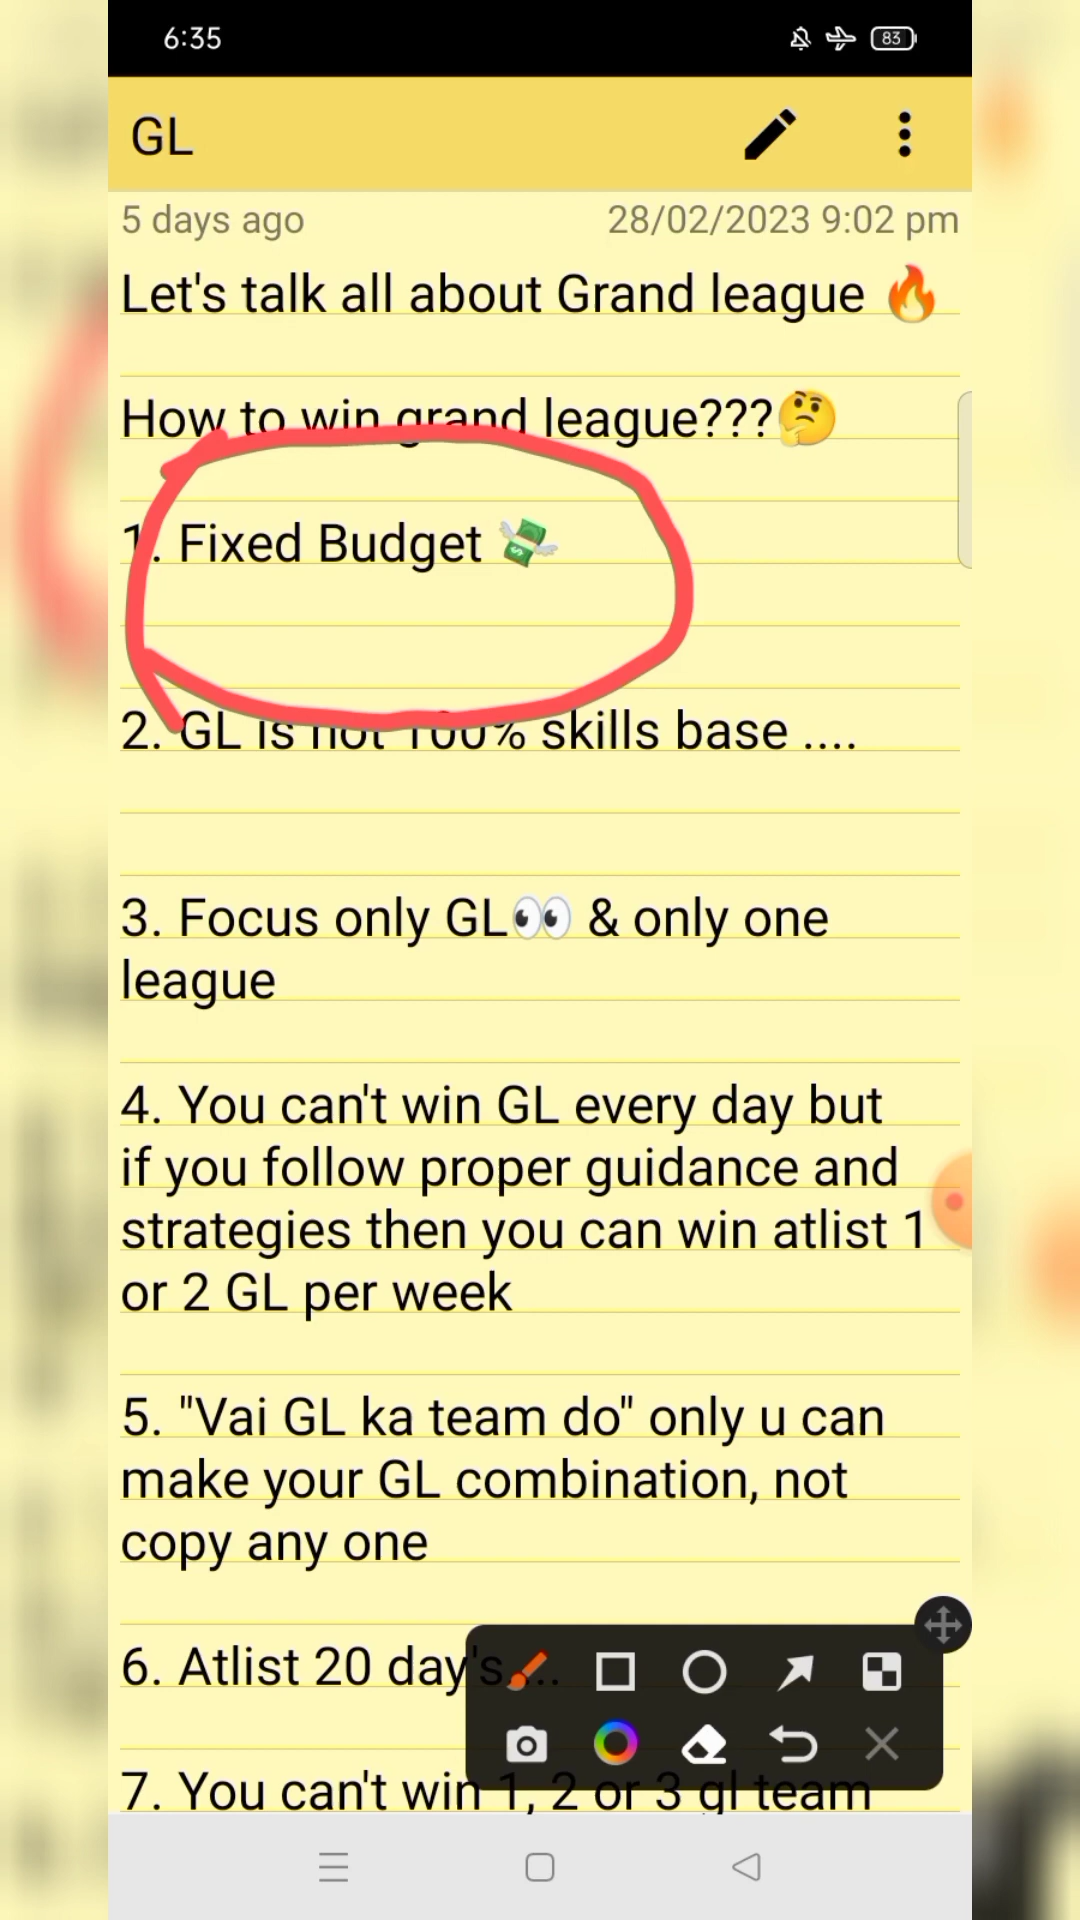 6:35
83
GL
5 days ago
28/02/2023 9:02 pm
Let's talk all about Grand league 🔥
How to win grand league???🤔
1. Fixed Budget 💸
2. GL is not 100% skills base ....
3. Focus only GL👀 & only one
league
4. You can't win GL every day but
if you follow proper guidance and
strategies then you can win atlist 1
or 2 GL per week
5. "Vai GL ka team do" only u can
make your GL combination, not
copy any one
6. Atlist 20 day's....
7. You can't win 1, 2 or 3 gl team